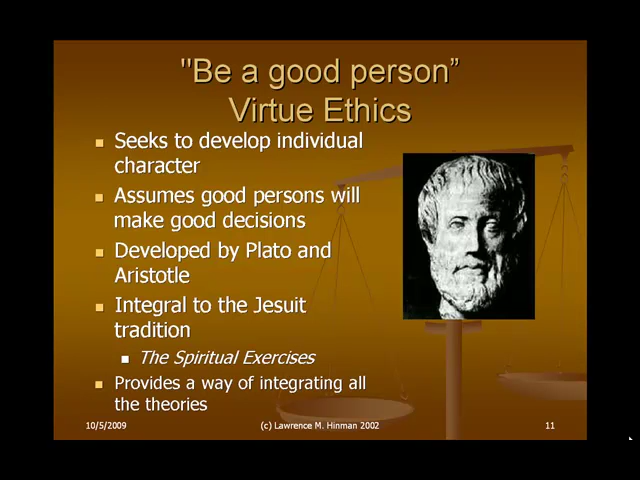 "Be a good person”
Virtue Ethics
Seeks to develop individual
character
Assumes good persons will
make good decisions
Developed by Plato and
Aristotle
Integral to the Jesuit
tradition
The Spiritual Exercises
Provides a way of integrating all
the theories
10/5/2009
(c) Lawrence M. Hinman 2002
11